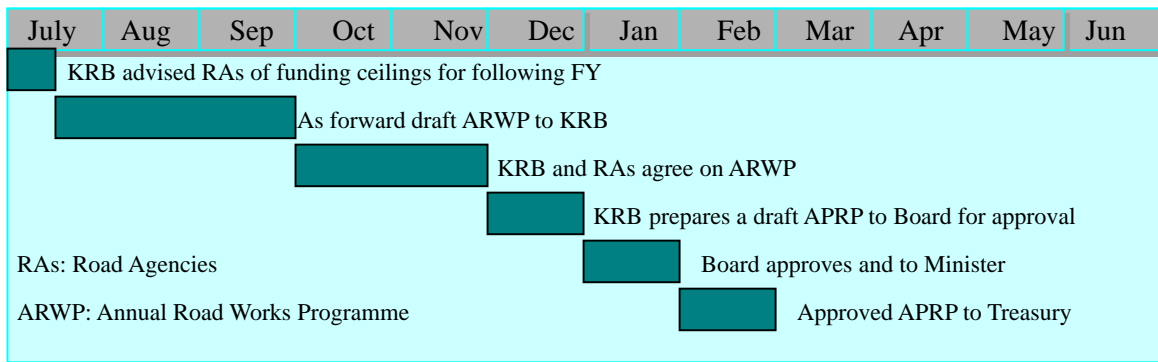 July Aug Sep Oct Nov Dec Jan Feb Mar Apr May Jun
KRB advised RAs of funding ceilings for following FY
As forward draft ARWP to KRB
KRB and RAs agree on ARWP
KRB prepares a draft APRP to Board for approval
RAs: Road Agencies Board approves and to Minister
ARWP: Annual Road Works Programme Approved APRP to Treasury